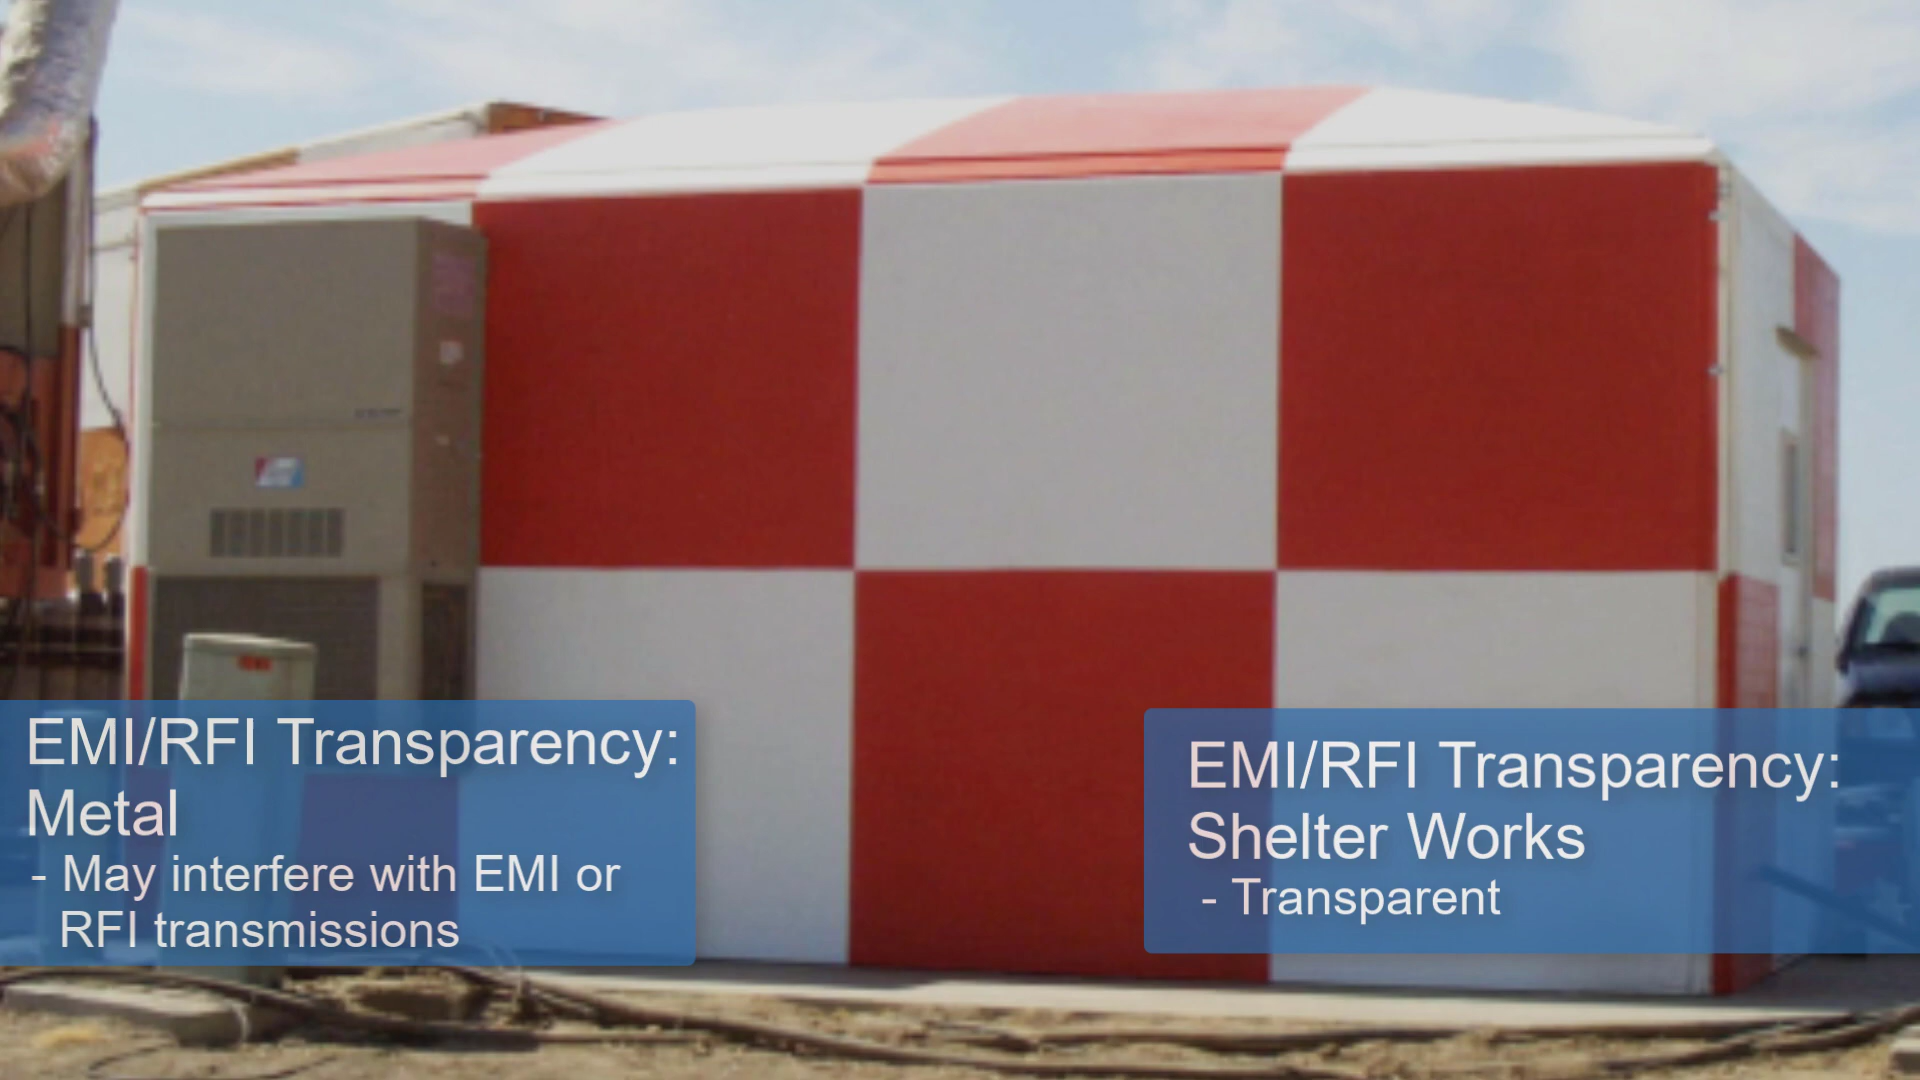 EMI/RFI Transparency:
Metal
- May interfere with EMI or
RFI transmissions
EMI/RFI Transparency:
Shelter Works
- Transparent